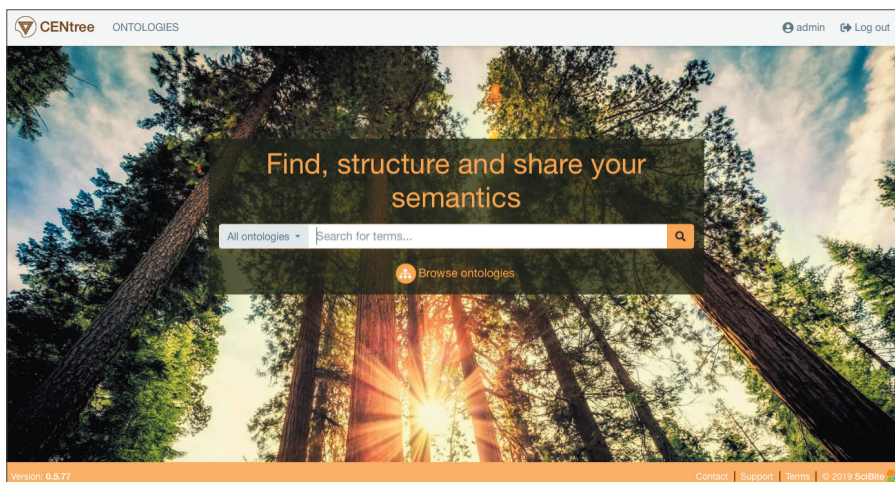 CENtree ONTOLOGIES admin Log out
Find, structure and share your
semantics
All ontologies Search for terms...
Browse ontologies
Version: 0.5.77 Contact | Support | Terms | © 2019 SciBite